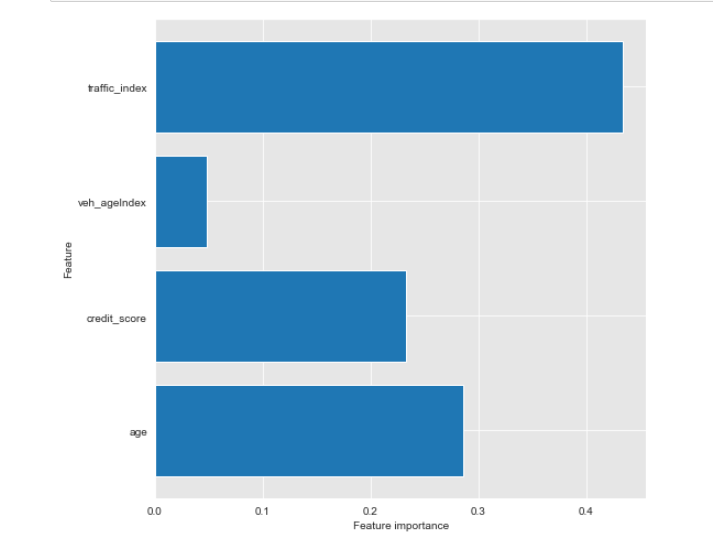 traffic_index
veh_ageIndex
credit_score
age
Feature
0.0 0.1 0.2 0.3 0.4
Feature importance